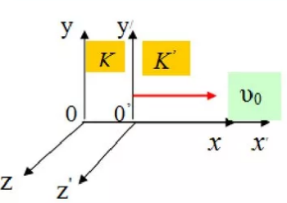 y y'
K K'
υ₀
0 0'
x x'
z z'